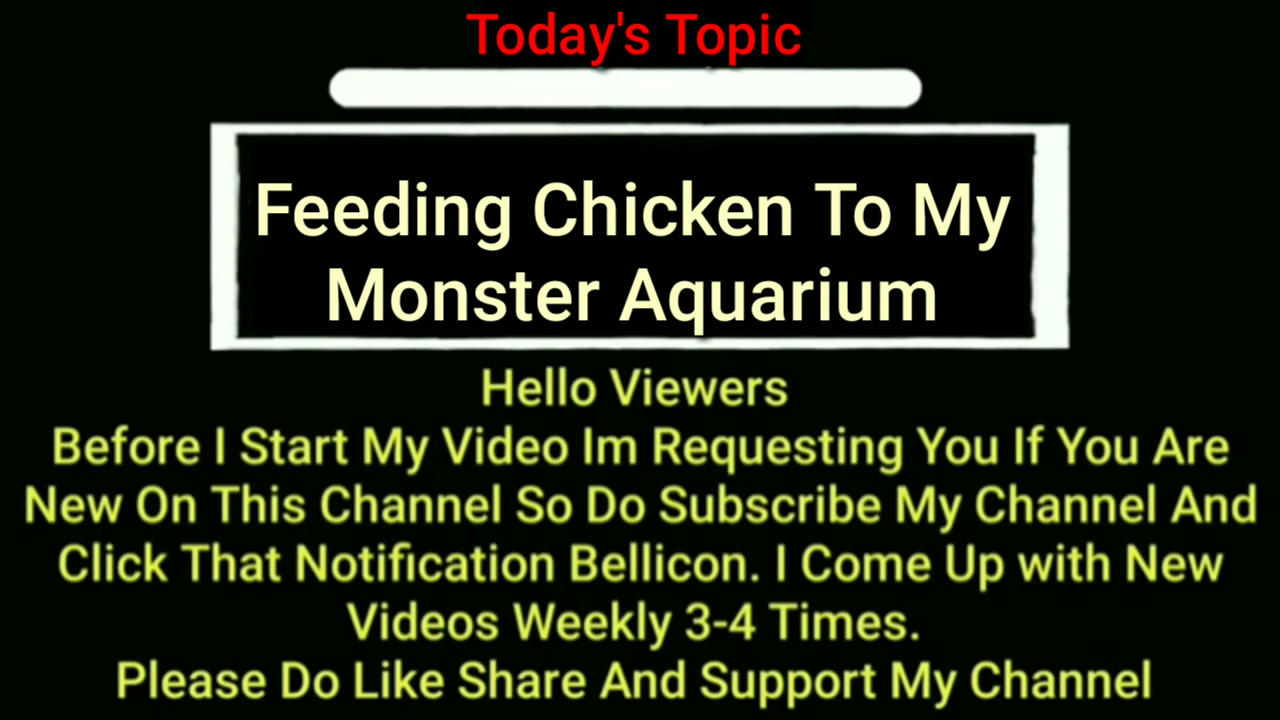 Today's Topic
Feeding Chicken To My
Monster Aquarium
Hello Viewers
Before I Start My Video Im Requesting You If You Are
New On This Channel So Do Subscribe My Channel And
Click That Notification Bellicon. I Come Up with New
Videos Weekly 3-4 Times.
Please Do Like Share And Support My Channel